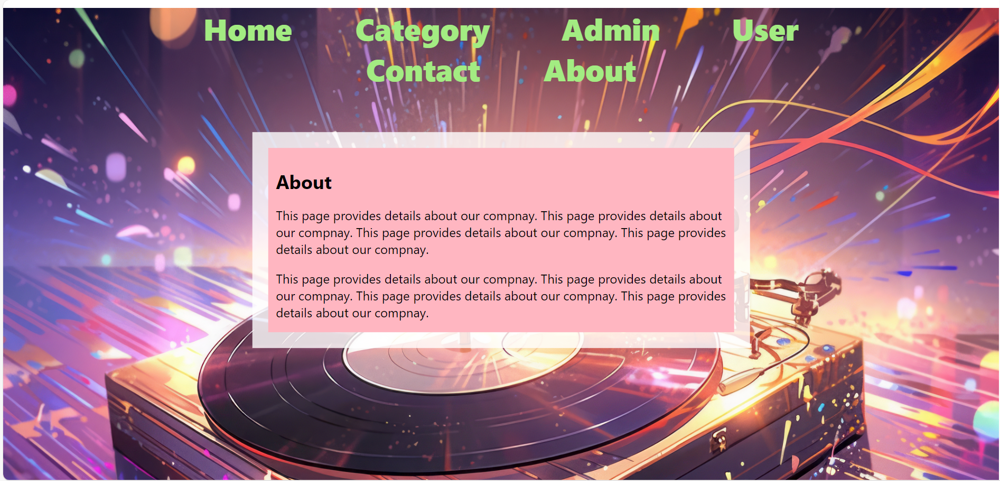 Home Category Admin User
Contact About
About
This page provides details about our compnay. This page provides details about
our compnay. This page provides details about our compnay. This page provides
details about our compnay.
This page provides details about our compnay. This page provides details about
our compnay. This page provides details about our compnay. This page provides
details about our compnay.